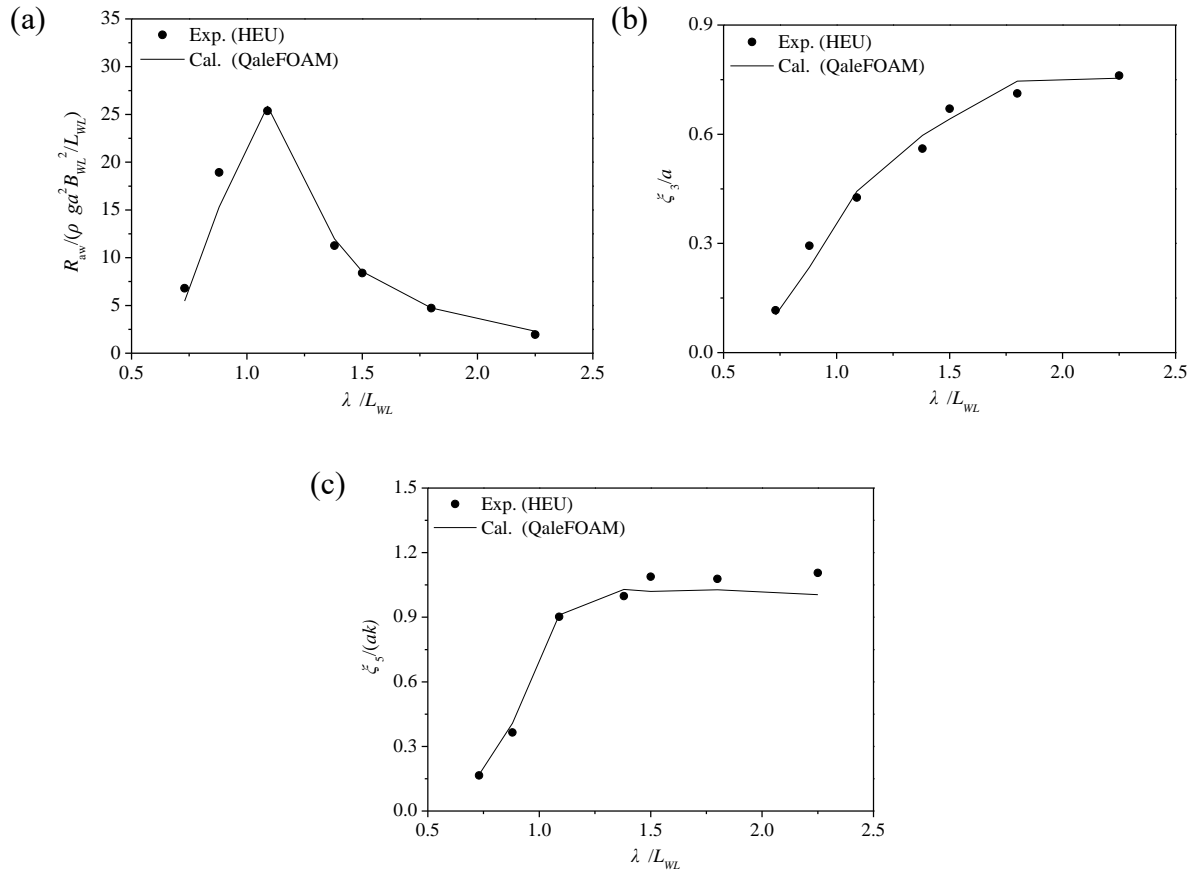 (a)
35
30
25
20
15
10
5
0
R_aw/(ρ ga²B_WL²/L_WL)
Exp. (HEU)
Cal. (QaleFOAM)
0.5 1.0 1.5 2.0 2.5
λ /L_WL
(b)
0.9
0.6
0.3
0.0
ξ_3/a
Exp. (HEU)
Cal. (QaleFOAM)
0.5 1.0 1.5 2.0 2.5
λ /L_WL
(c)
1.5
1.2
0.9
0.6
0.3
0.0
ξ_5/(ak)
Exp. (HEU)
Cal. (QaleFOAM)
0.5 1.0 1.5 2.0 2.5
λ /L_WL